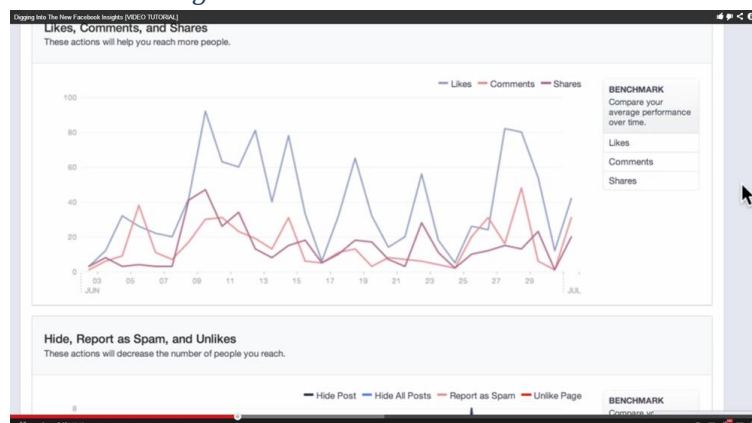 Digging Into The New Facebook Insights [VIDEO TUTORIAL]
Likes, Comments, and Shares
These actions will help you reach more people.
Likes Comments Shares
BENCHMARK
Compare your
average performance
over time.
Likes
Comments
Shares
100
80
60
40
20
0
03 05 07 09 11 13 15 17 19 21 23 25 27 29
JUN JUL
Hide, Report as Spam, and Unlikes
These actions will decrease the number of people you reach.
Hide Post Hide All Posts Report as Spam Unlike Page
BENCHMARK
8
Compare